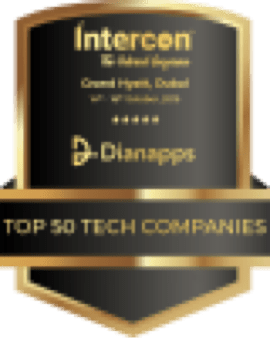 Intercon
Grand Hyatt, Dubai
Dianapps
TOP 50 TECH COMPANIES